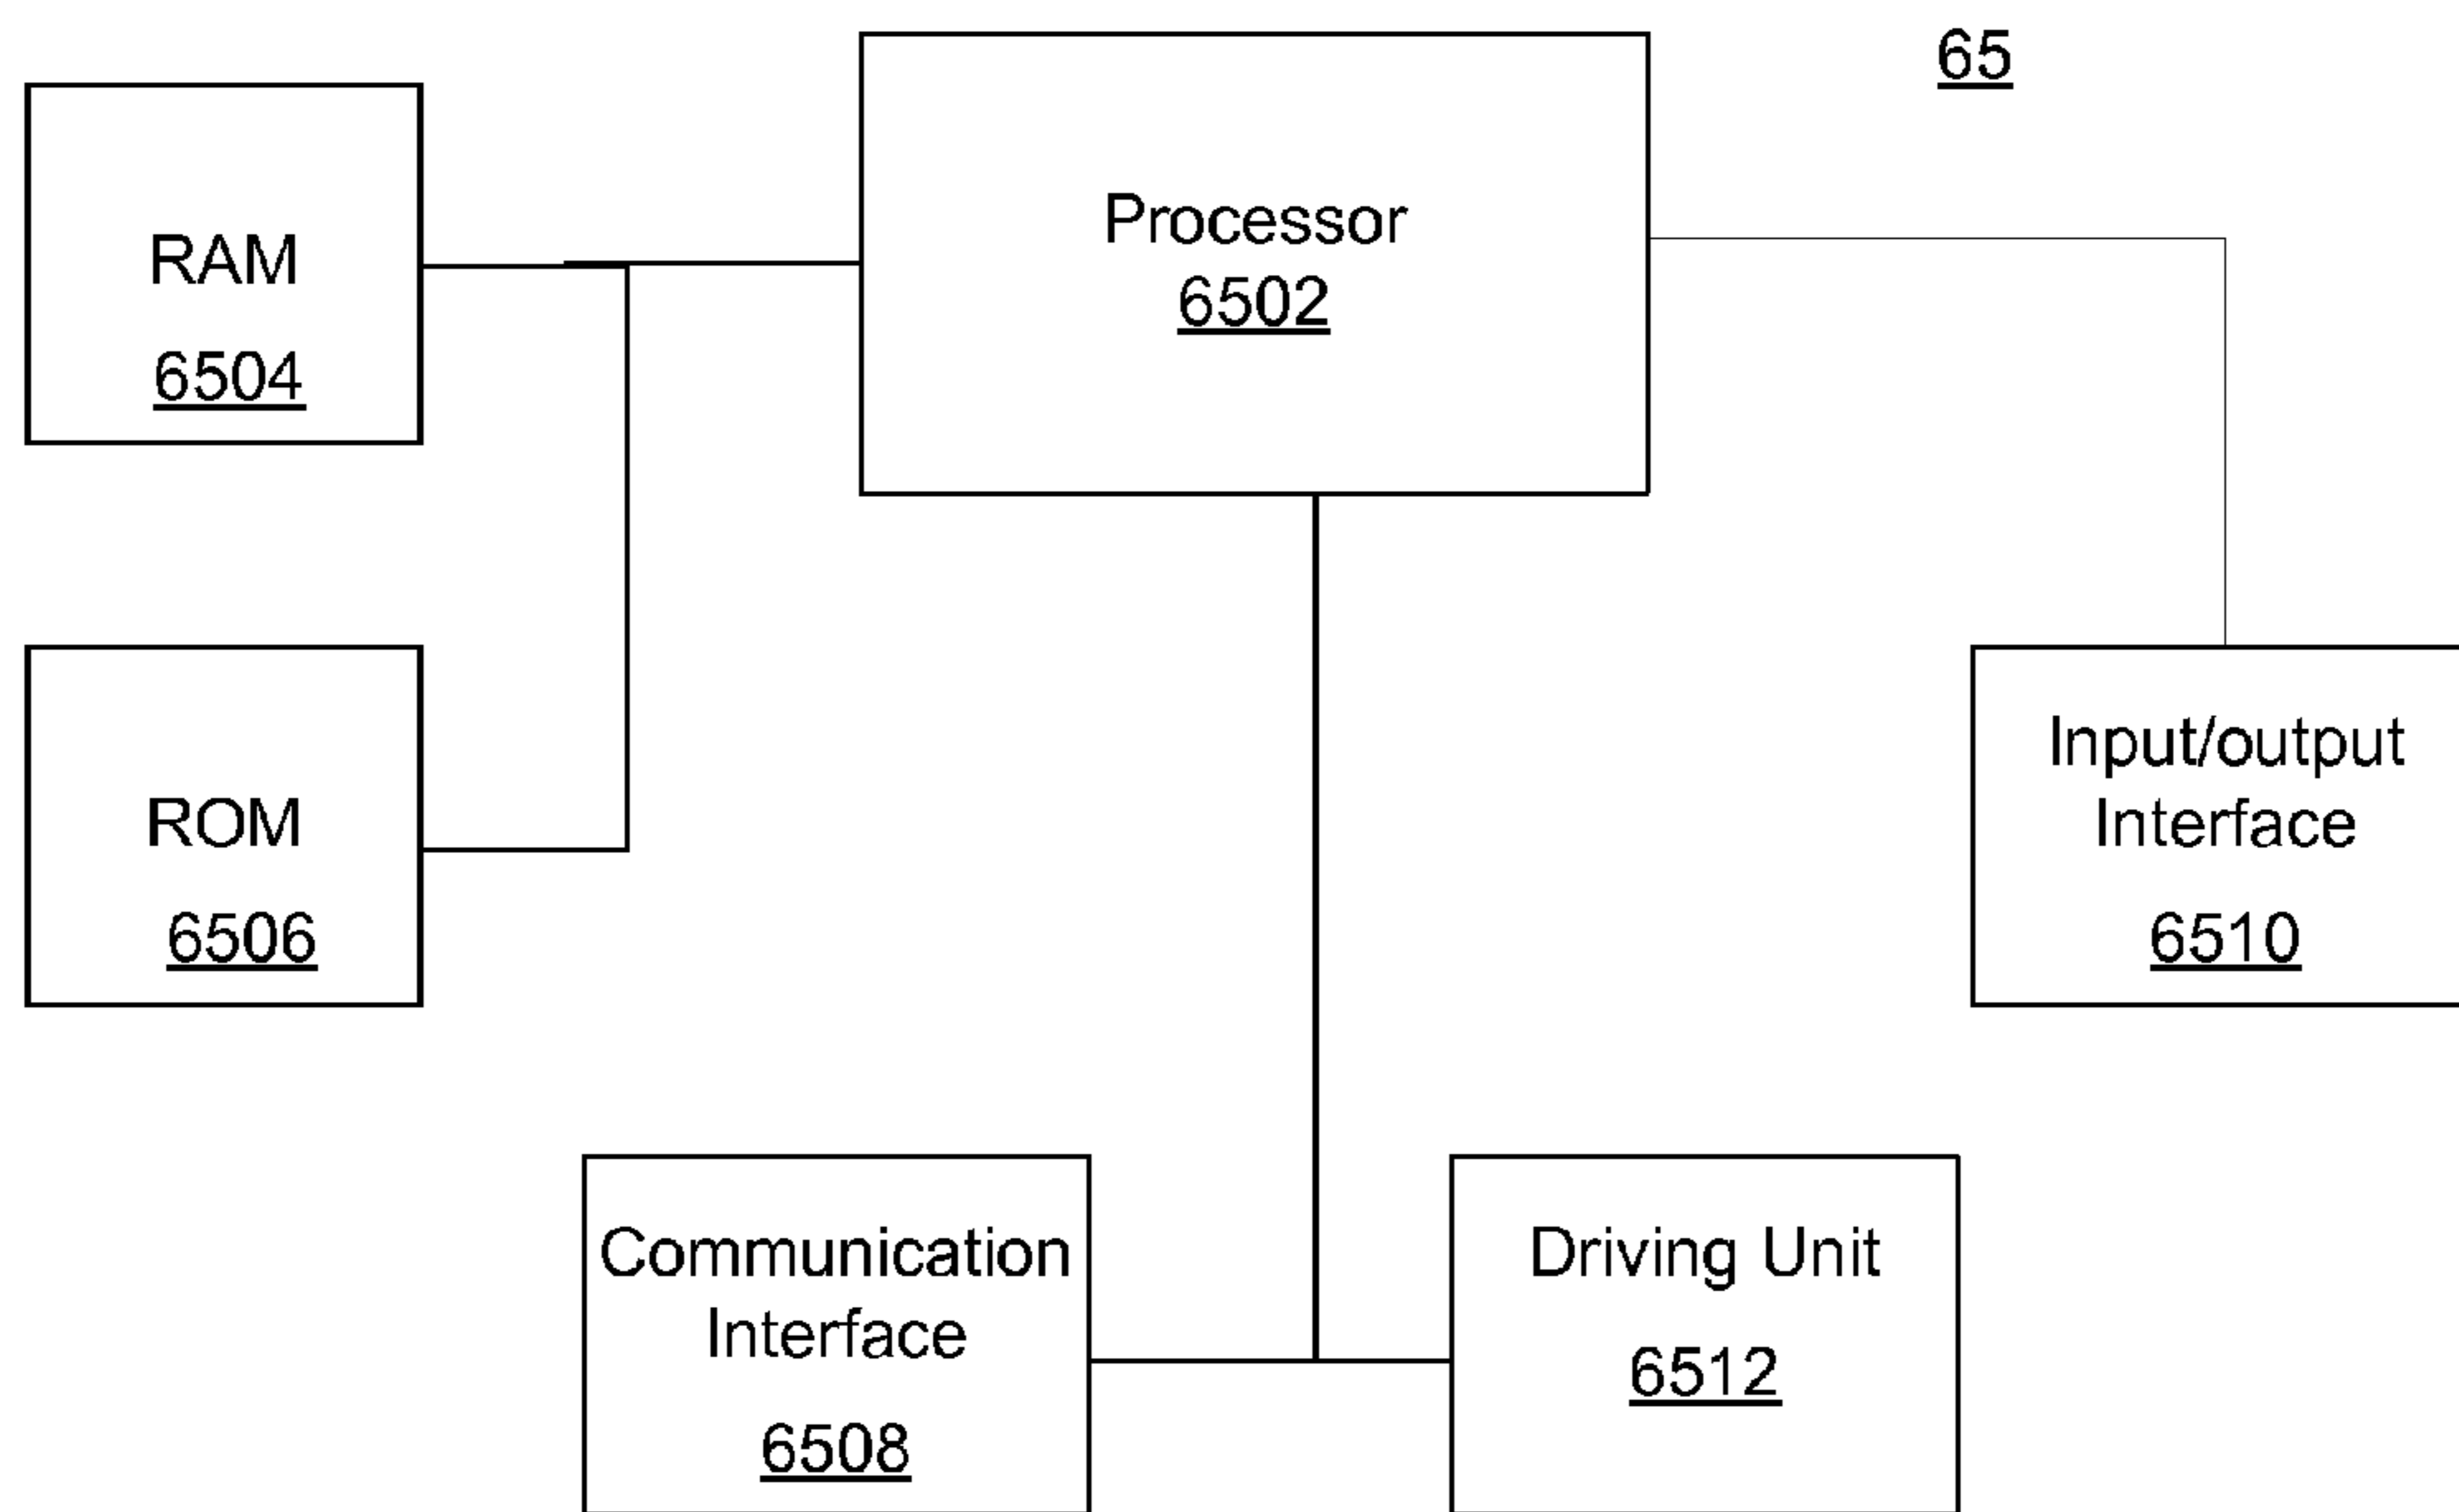 65
Processor
6502
RAM
6504
ROM
6506
Input/output
Interface
6510
Communication
Interface
6508
Driving Unit
6512